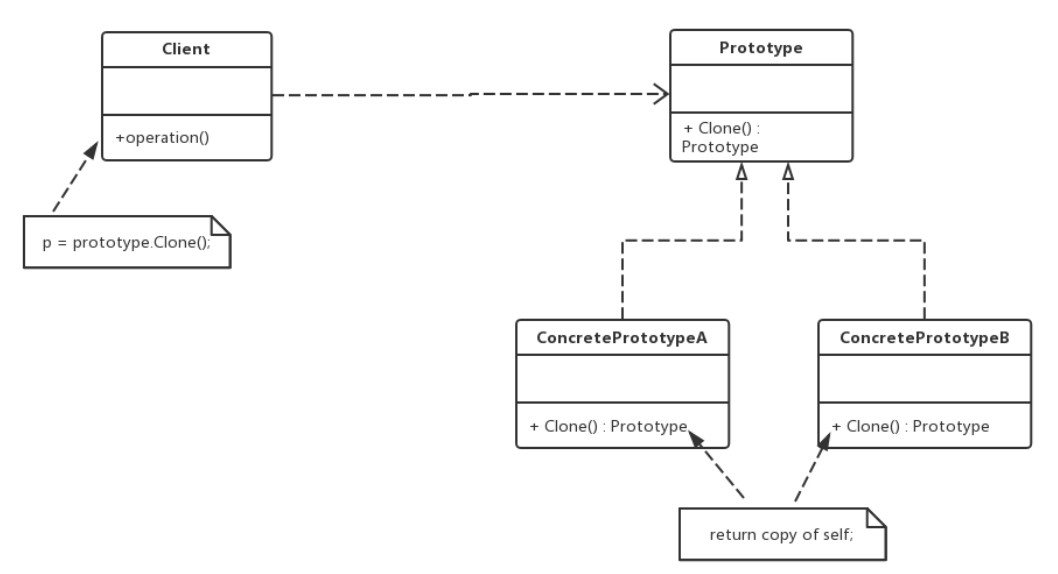 Client
+operation()
p = prototype.Clone();
Prototype
+ Clone() :
Prototype
ConcretePrototypeA
+ Clone() : Prototype
ConcretePrototypeB
+ Clone() : Prototype
return copy of self;